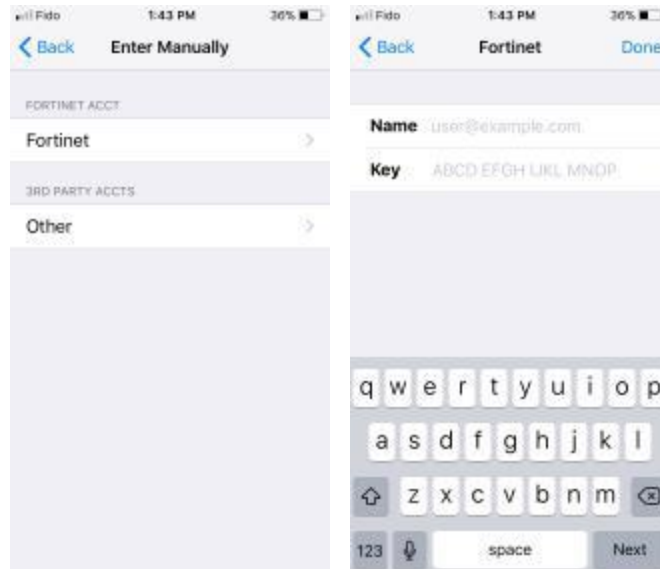 Fido 1:43 PM 36%
Back Enter Manually
FORTINET ACCT
Fortinet
3RD PARTY ACCTS
Other
Fido 1:43 PM 36%
Back Fortinet Done
Name user@example.com
Key ABCD EFGH IJKL MNOP
q w e r t y u i o p
a s d f g h j k l
z x c v b n m
123 space Next